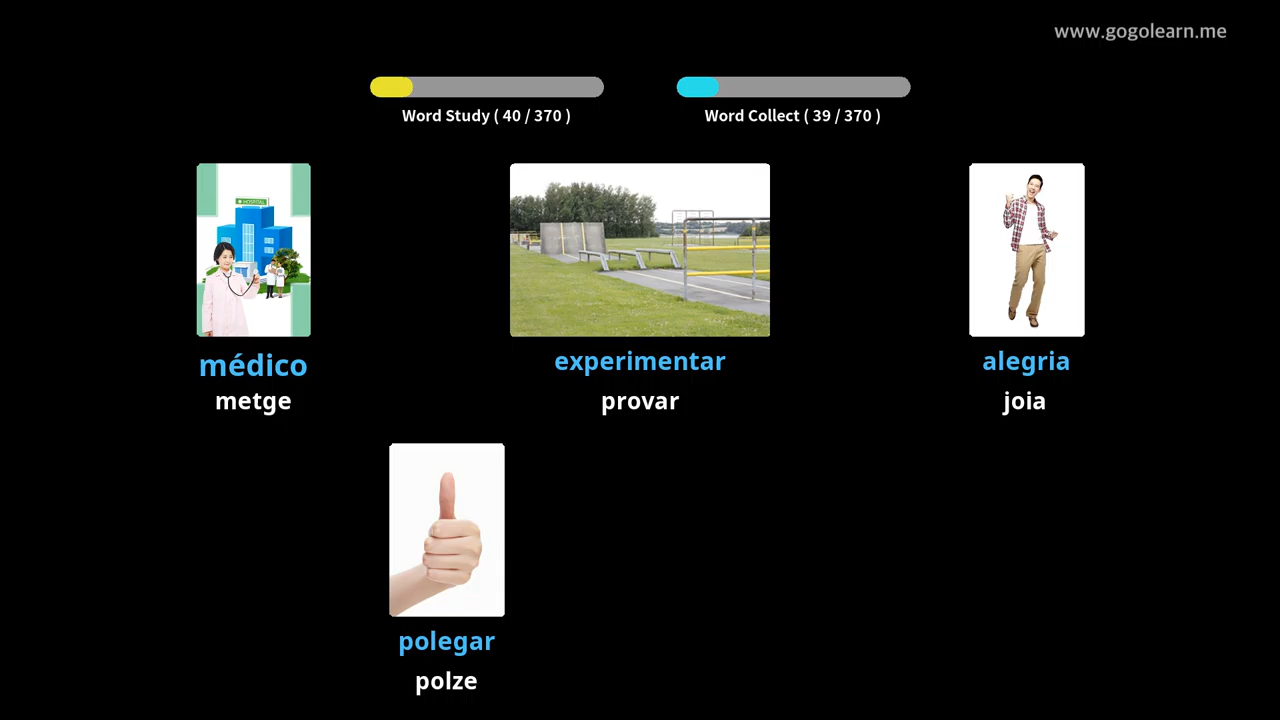 www.gogolearn.me
Word Study ( 40 / 370 )
Word Collect ( 39 / 370 )
HOSPITAL
médico
metge
experimentar
provar
alegria
joia
polegar
polze